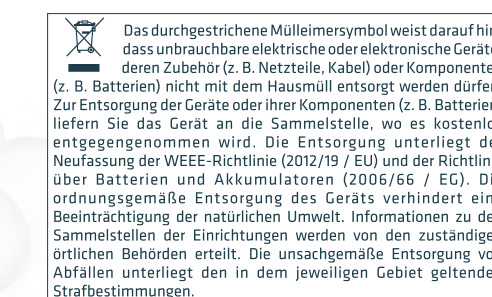 Das durchgestrichene Mülleimersymbol weist darauf hin
dass unbrauchbare elektrische oder elektronische Geräte
deren Zubehör (z. B. Netzteile, Kabel) oder Komponente
(z. B. Batterien) nicht mit dem Hausmüll entsorgt werden dürfe
Zur Entsorgung der Geräte oder ihrer Komponenten (z. B. Batterien
liefern Sie das Gerät an die Sammelstelle, wo es kostenlo
entgegengenommen wird. Die Entsorgung unterliegt de
Neufassung der WEEE-Richtlinie (2012/19 / EU) und der Richtlin
über Batterien und Akkumulatoren (2006/66 / EG). Di
ordnungsgemäße Entsorgung des Geräts verhindert ein
Beeinträchtigung der natürlichen Umwelt. Informationen zu de
Sammelstellen der Einrichtungen werden von den zuständige
örtlichen Behörden erteilt. Die unsachgemäße Entsorgung vo
Abfällen unterliegt den in dem jeweiligen Gebiet geltende
Strafbestimmungen.